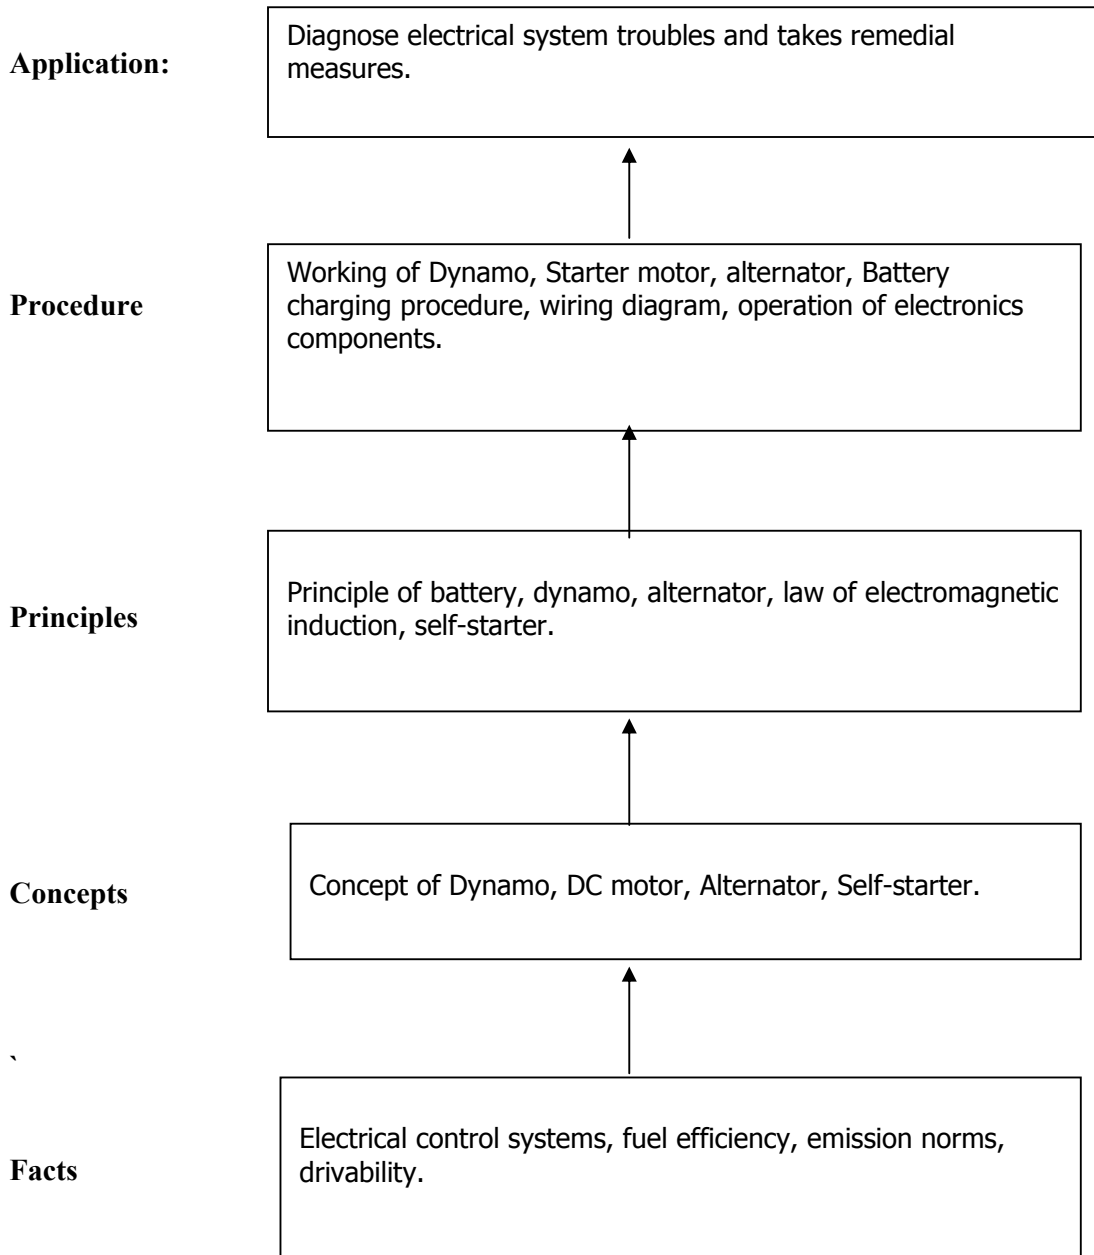 Application:
Diagnose electrical system troubles and takes remedial
measures.
Procedure
Working of Dynamo, Starter motor, alternator, Battery
charging procedure, wiring diagram, operation of electronics
components.
Principles
Principle of battery, dynamo, alternator, law of electromagnetic
induction, self-starter.
Concepts
Concept of Dynamo, DC motor, Alternator, Self-starter.
`
Facts
Electrical control systems, fuel efficiency, emission norms,
drivability.